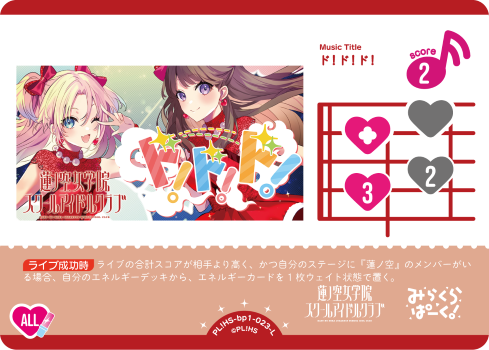 Music Title
ド!ド!ド!
score
2
ド!ド!ド!
蓮ノ空女学院
スクールアイドルクラブ
3
2
ライブ成功時 ライブの合計スコアが相手より高く、かつ自分のステージに『蓮ノ空』のメンバーがい
る場合、自分のエネルギーデッキから、エネルギーカードを1枚ウェイト状態で置く。
蓮ノ空女学院
スクールアイドルクラブ
みらくら
ぱーく!
ALL
PL!HS-bp1-023-L
©PL!HS